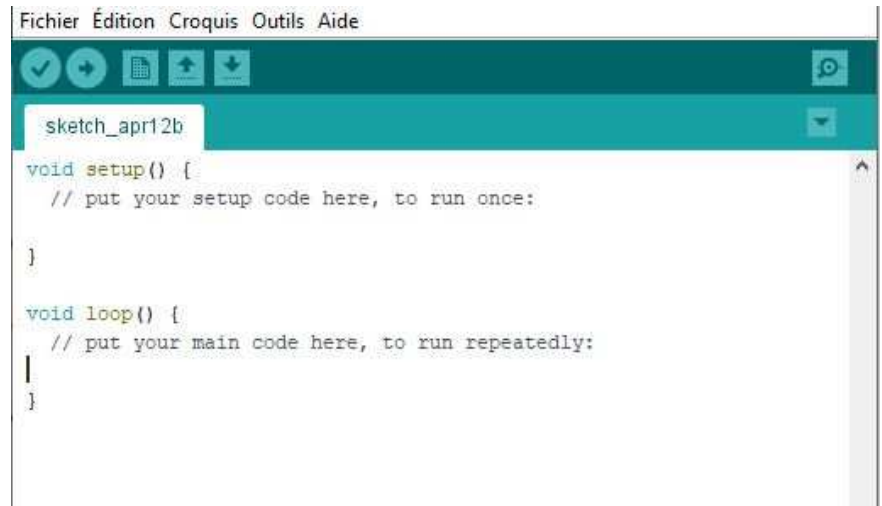 Fichier Édition Croquis Outils Aide
sketch_apr12b
void setup() {
  // put your setup code here, to run once:

}

void loop() {
  // put your main code here, to run repeatedly:

}